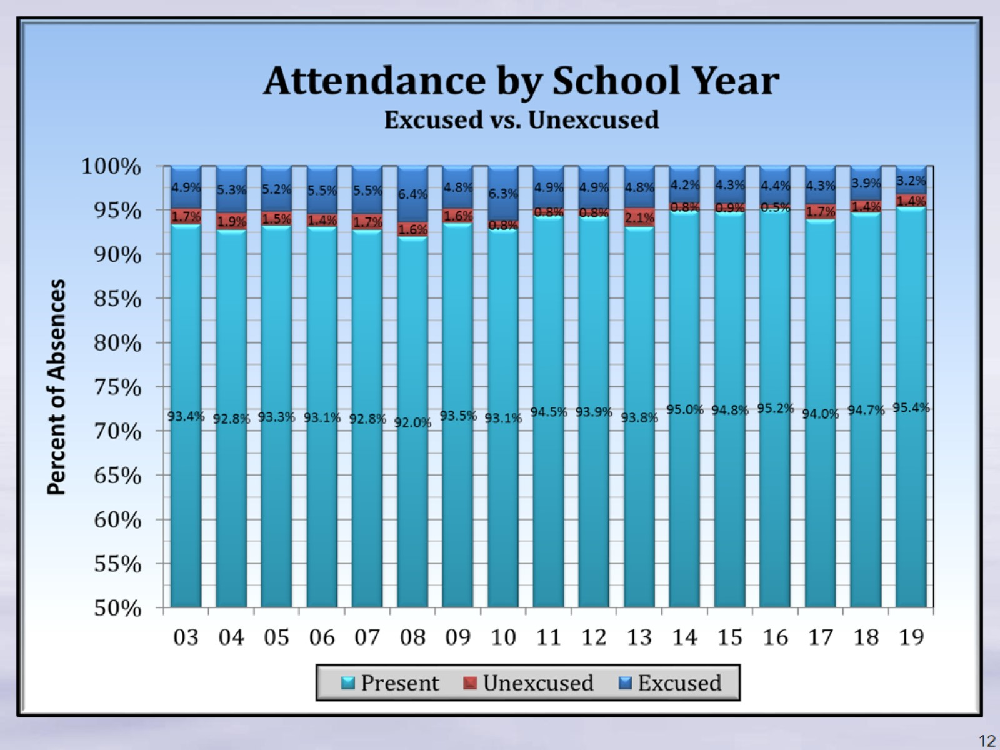 Attendance by School Year
Excused vs. Unexcused
Percent of Absences
100%
95%
90%
85%
80%
75%
70%
65%
60%
55%
50%
4.9% 5.3% 5.2% 5.5% 5.5% 6.4% 4.8% 6.3% 4.9% 4.9% 4.8% 4.2% 4.3% 4.4% 4.3% 3.9% 3.2%
1.7% 1.9% 1.5% 1.4% 1.7% 1.6% 1.6% 0.8% 0.8% 0.8% 2.1% 0.8% 0.9% 0.5% 1.7% 1.4% 1.4%
93.4% 92.8% 93.3% 93.1% 92.8% 92.0% 93.5% 93.1% 94.5% 93.9% 93.8% 95.0% 94.8% 95.2% 94.0% 94.7% 95.4%
03 04 05 06 07 08 09 10 11 12 13 14 15 16 17 18 19
Present Unexcused Excused
12